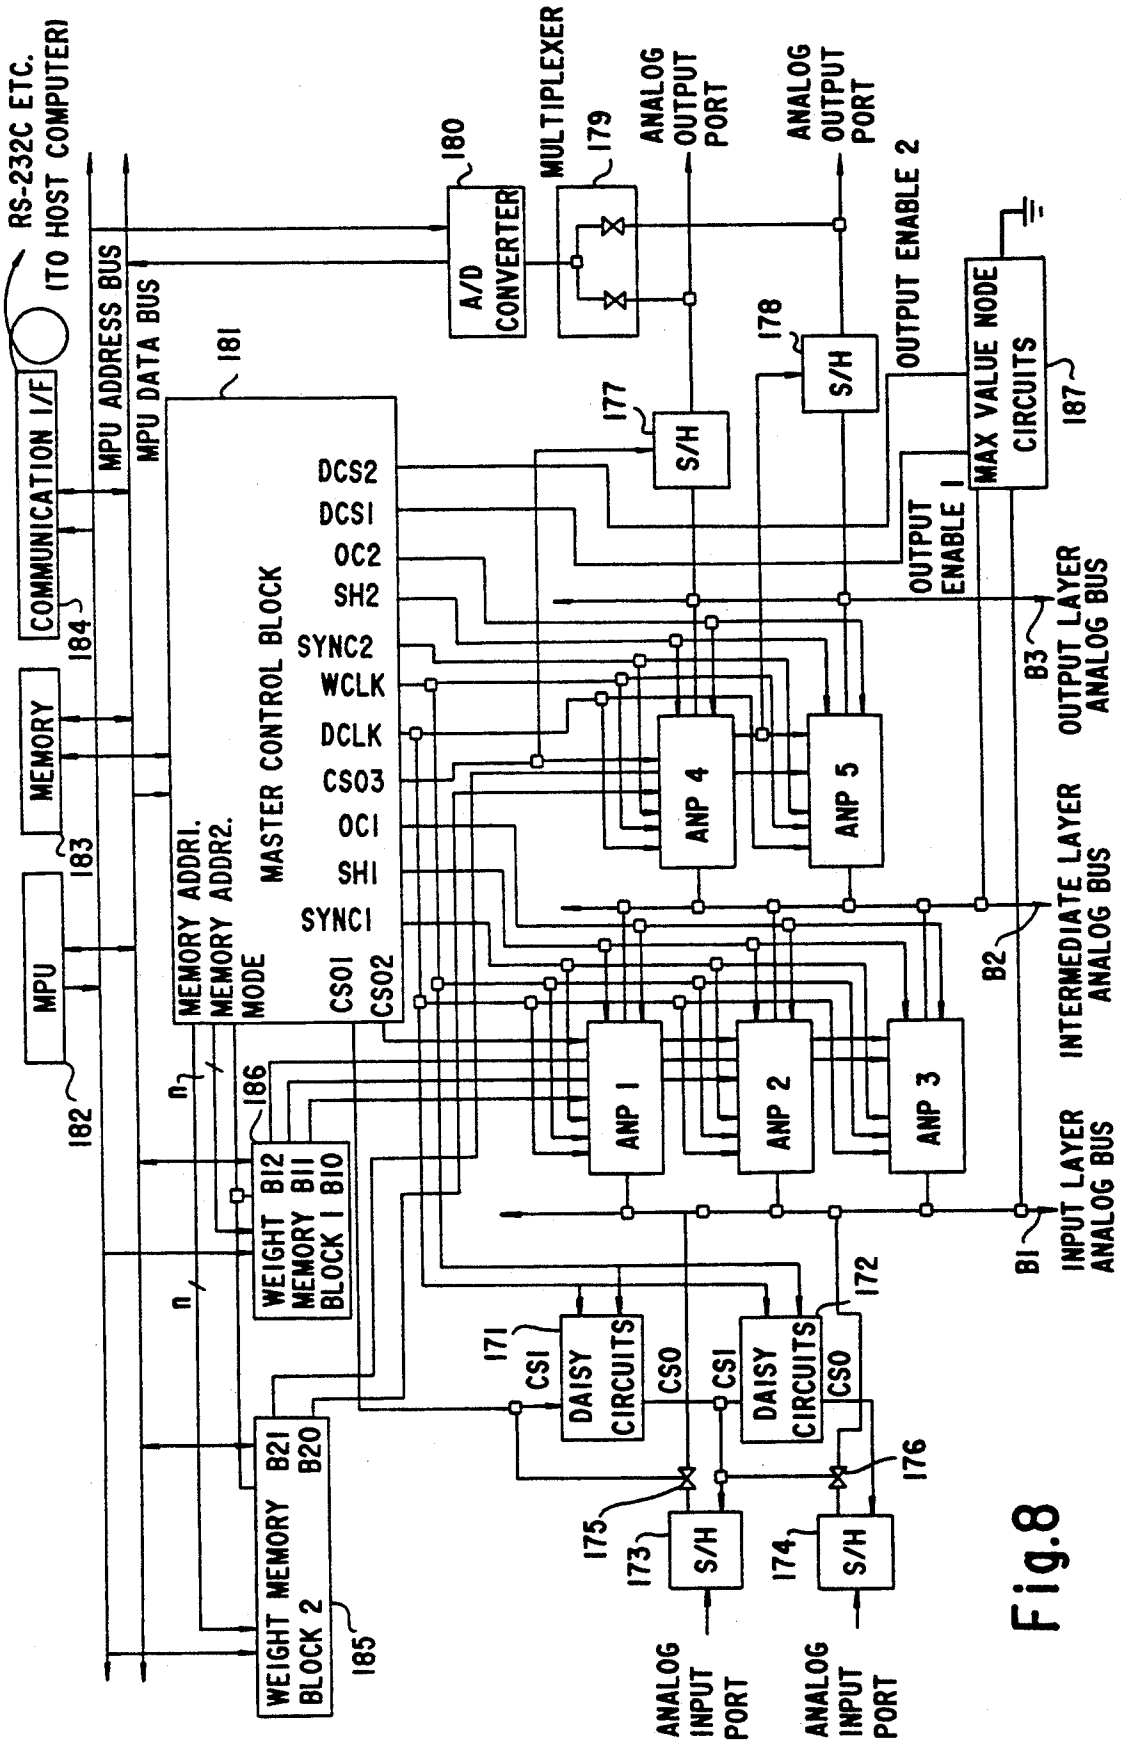 RS-232C ETC.
(TO HOST COMPUTER)
182
MPU
183
MEMORY
184
COMMUNICATION I/F
MPU ADDRESS BUS
MPU DATA BUS
181
MASTER CONTROL BLOCK
MEMORY ADDR1.
MEMORY ADDR2.
MODE
CSO1
CSO2
SYNC1
SH1
OC1
CSO3
DCLK
WCLK
SYNC2
SH2
OC2
DCS1
DCS2
n
n
186
WEIGHT B12
MEMORY B11
BLOCK 1 B10
WEIGHT MEMORY B21
BLOCK 2 B20
185
180
A/D
CONVERTER
MULTIPLEXER
179
ANALOG
OUTPUT
PORT
ANALOG
OUTPUT
PORT
177
S/H
178
S/H
OUTPUT ENABLE 2
OUTPUT
ENABLE 1
MAX VALUE NODE
CIRCUITS
187
171
CSI
DAISY
CIRCUITS
CSO
CSI
172
DAISY
CIRCUITS
CSO
175
173
S/H
176
174
S/H
ANALOG
INPUT
PORT
ANALOG
INPUT
PORT
ANP 1
ANP 2
ANP 3
ANP 4
ANP 5
B1
INPUT LAYER
ANALOG BUS
B2
INTERMEDIATE LAYER
ANALOG BUS
B3
OUTPUT LAYER
ANALOG BUS
Fig.8